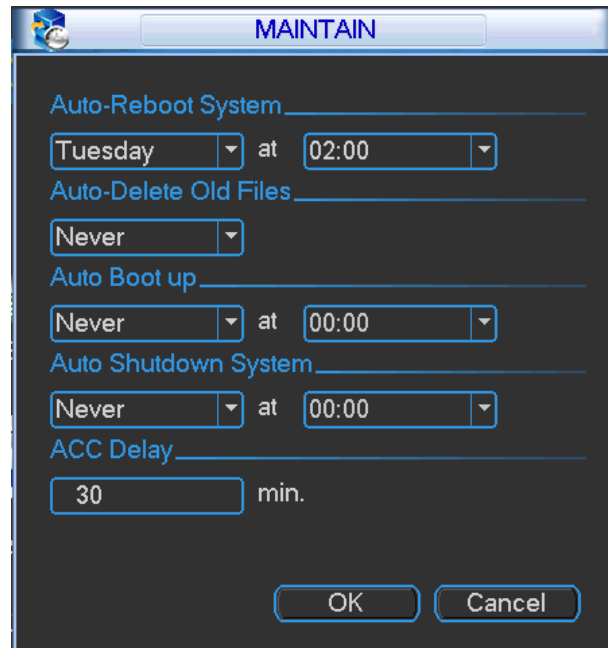 MAINTAIN
Auto-Reboot System
Tuesday at 02:00
Auto-Delete Old Files
Never
Auto Boot up
Never at 00:00
Auto Shutdown System
Never at 00:00
ACC Delay
30 min.
OK Cancel